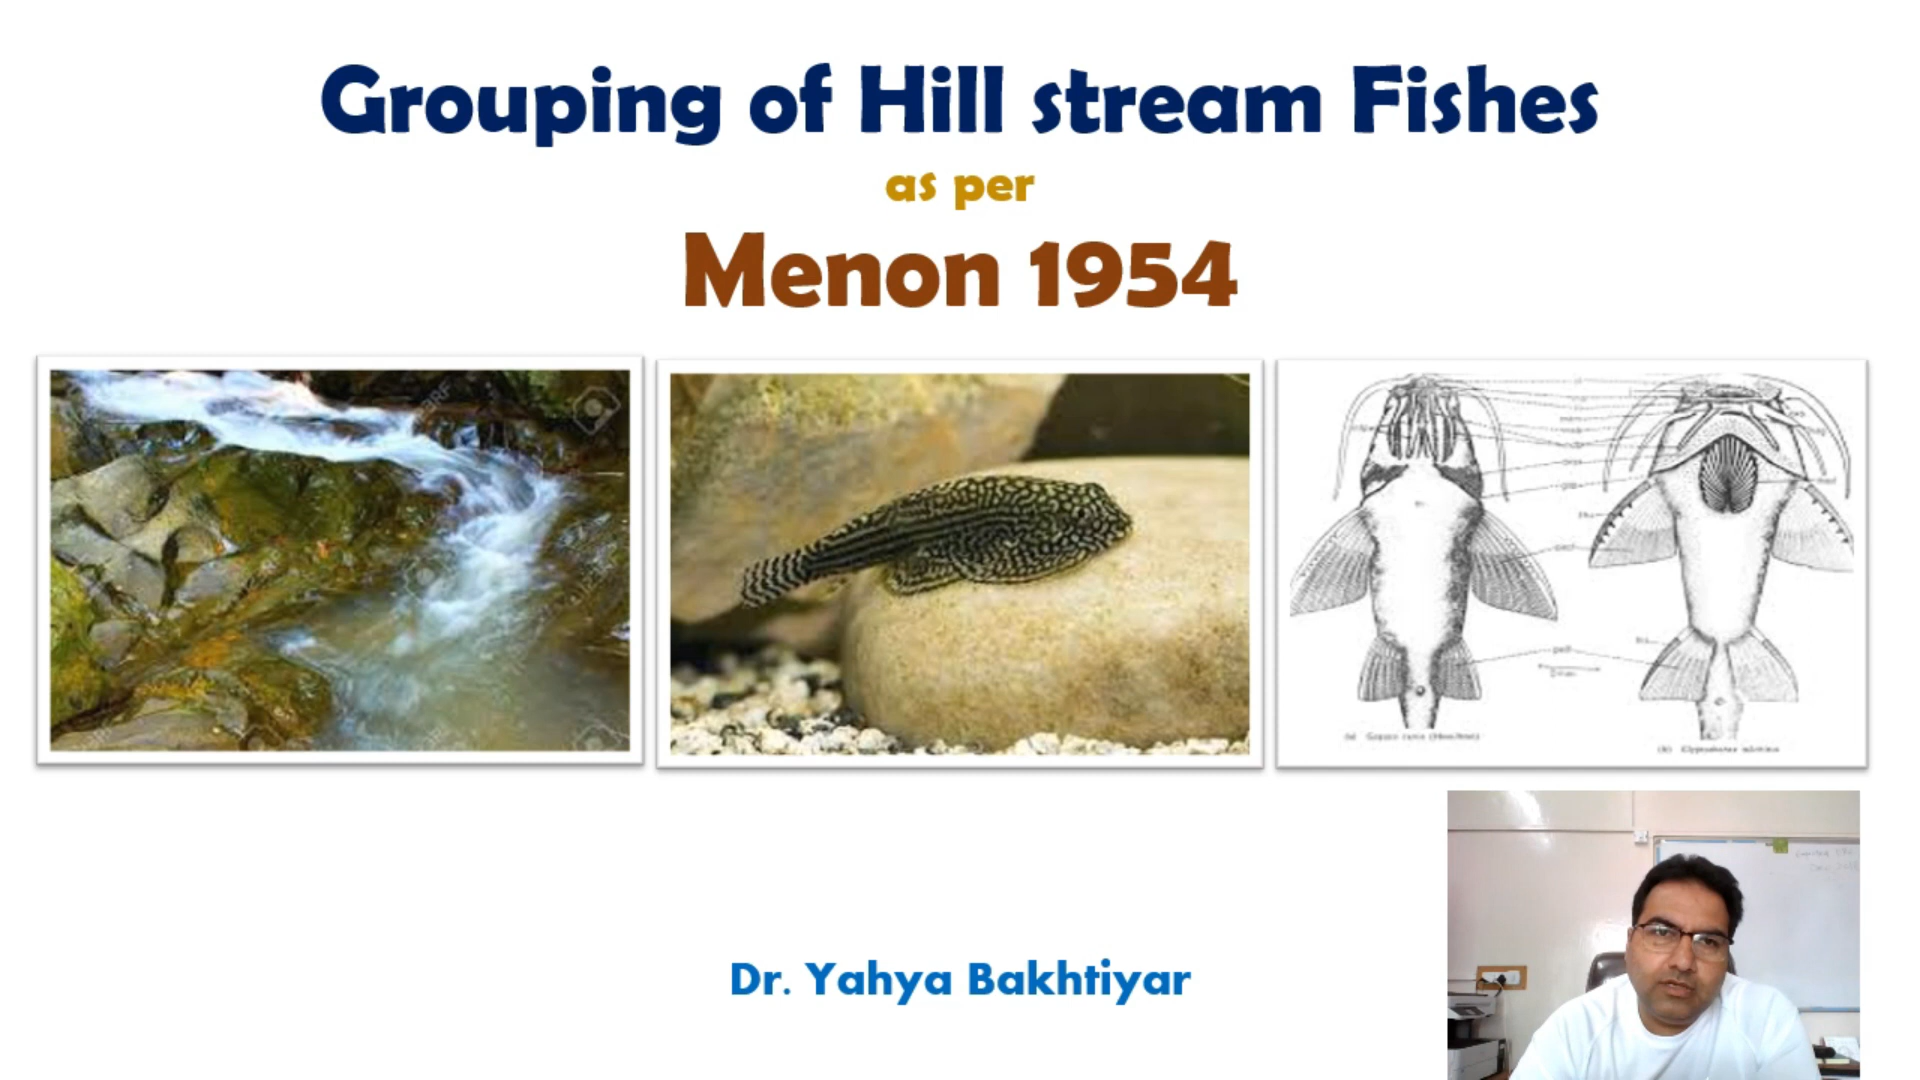 Grouping of Hill stream Fishes
as per
Menon 1954
Dr. Yahya Bakhtiyar